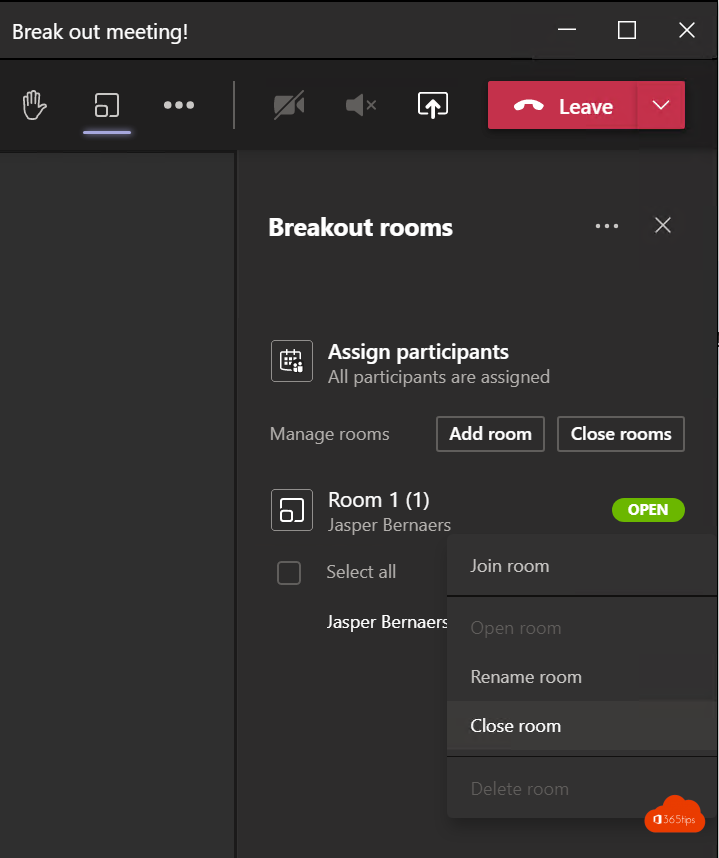 Break out meeting!
Leave
Breakout rooms
Assign participants
All participants are assigned
Manage rooms Add room Close rooms
Room 1 (1)
OPEN
Jasper Bernaers
Select all
Jasper Bernaers
Join room
Open room
Rename room
Close room
Delete room
365tips